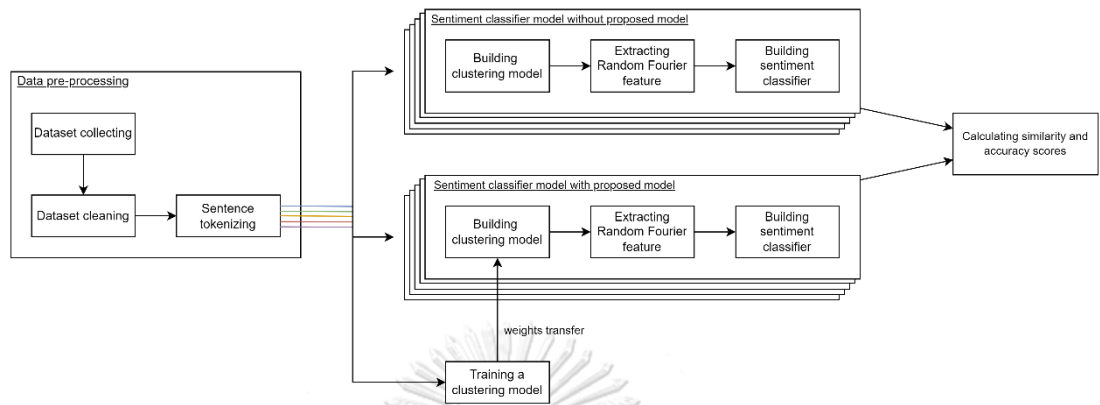 Data pre-processing
Dataset collecting
Dataset cleaning
Sentence
tokenizing
Sentiment classifier model without proposed model
Building
clustering model
Extracting
Random Fourier
feature
Building
sentiment
classifier
Sentiment classifier model with proposed model
Building
clustering model
Extracting
Random Fourier
feature
Building
sentiment
classifier
weights transfer
Training a
clustering model
Calculating similarity and
accuracy scores